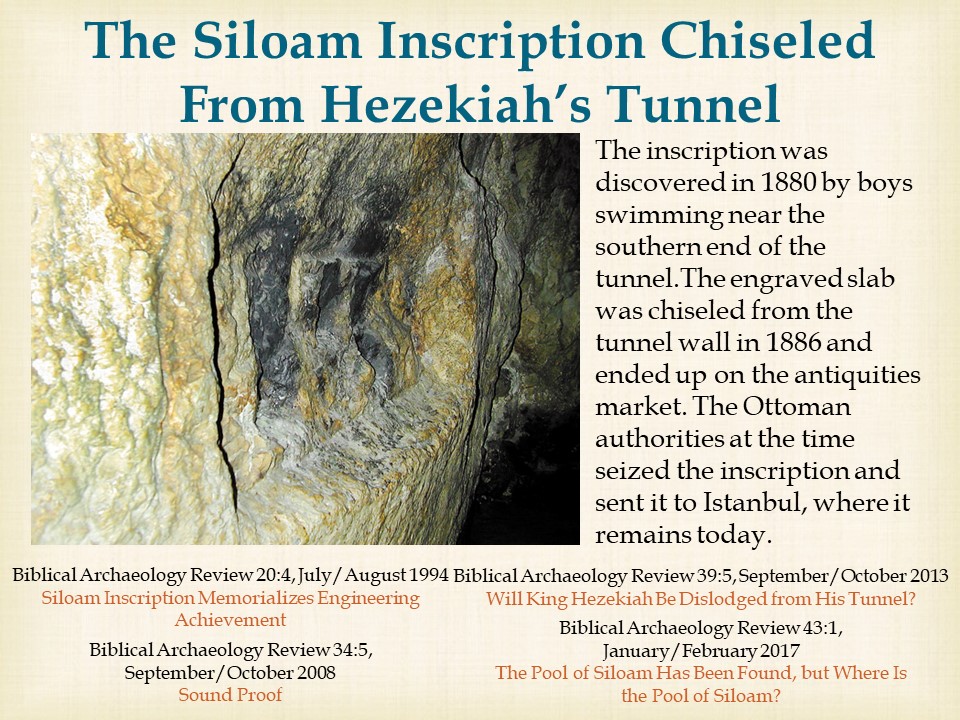 The Siloam Inscription Chiseled
From Hezekiah's Tunnel
The inscription was
discovered in 1880 by boys
swimming near the
southern end of the
tunnel.The engraved slab
was chiseled from the
tunnel wall in 1886 and
ended up on the antiquities
market. The Ottoman
authorities at the time
seized the inscription and
sent it to Istanbul, where it
remains today.
Biblical Archaeology Review 20:4, July/August 1994
Siloam Inscription Memorializes Engineering
Achievement
Biblical Archaeology Review 34:5,
September/October 2008
Sound Proof
Biblical Archaeology Review 39:5, September/October 2013
Will King Hezekiah Be Dislodged from His Tunnel?
Biblical Archaeology Review 43:1,
January/February 2017
The Pool of Siloam Has Been Found, but Where Is
the Pool of Siloam?